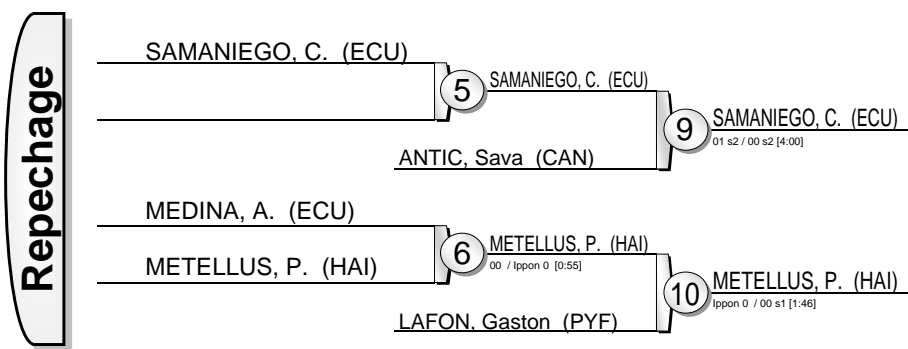 Repechage
SAMANIEGO, C. (ECU)
5
SAMANIEGO, C. (ECU)
ANTIC, Sava (CAN)
9
SAMANIEGO, C. (ECU)
01 s2 / 00 s2 [4:00]
MEDINA, A. (ECU)
METELLUS, P. (HAI)
6
METELLUS, P. (HAI)
00 / Ippon 0 [0:55]
LAFON, Gaston (PYF)
10
METELLUS, P. (HAI)
Ippon 0 / 00 s1 [1:46]